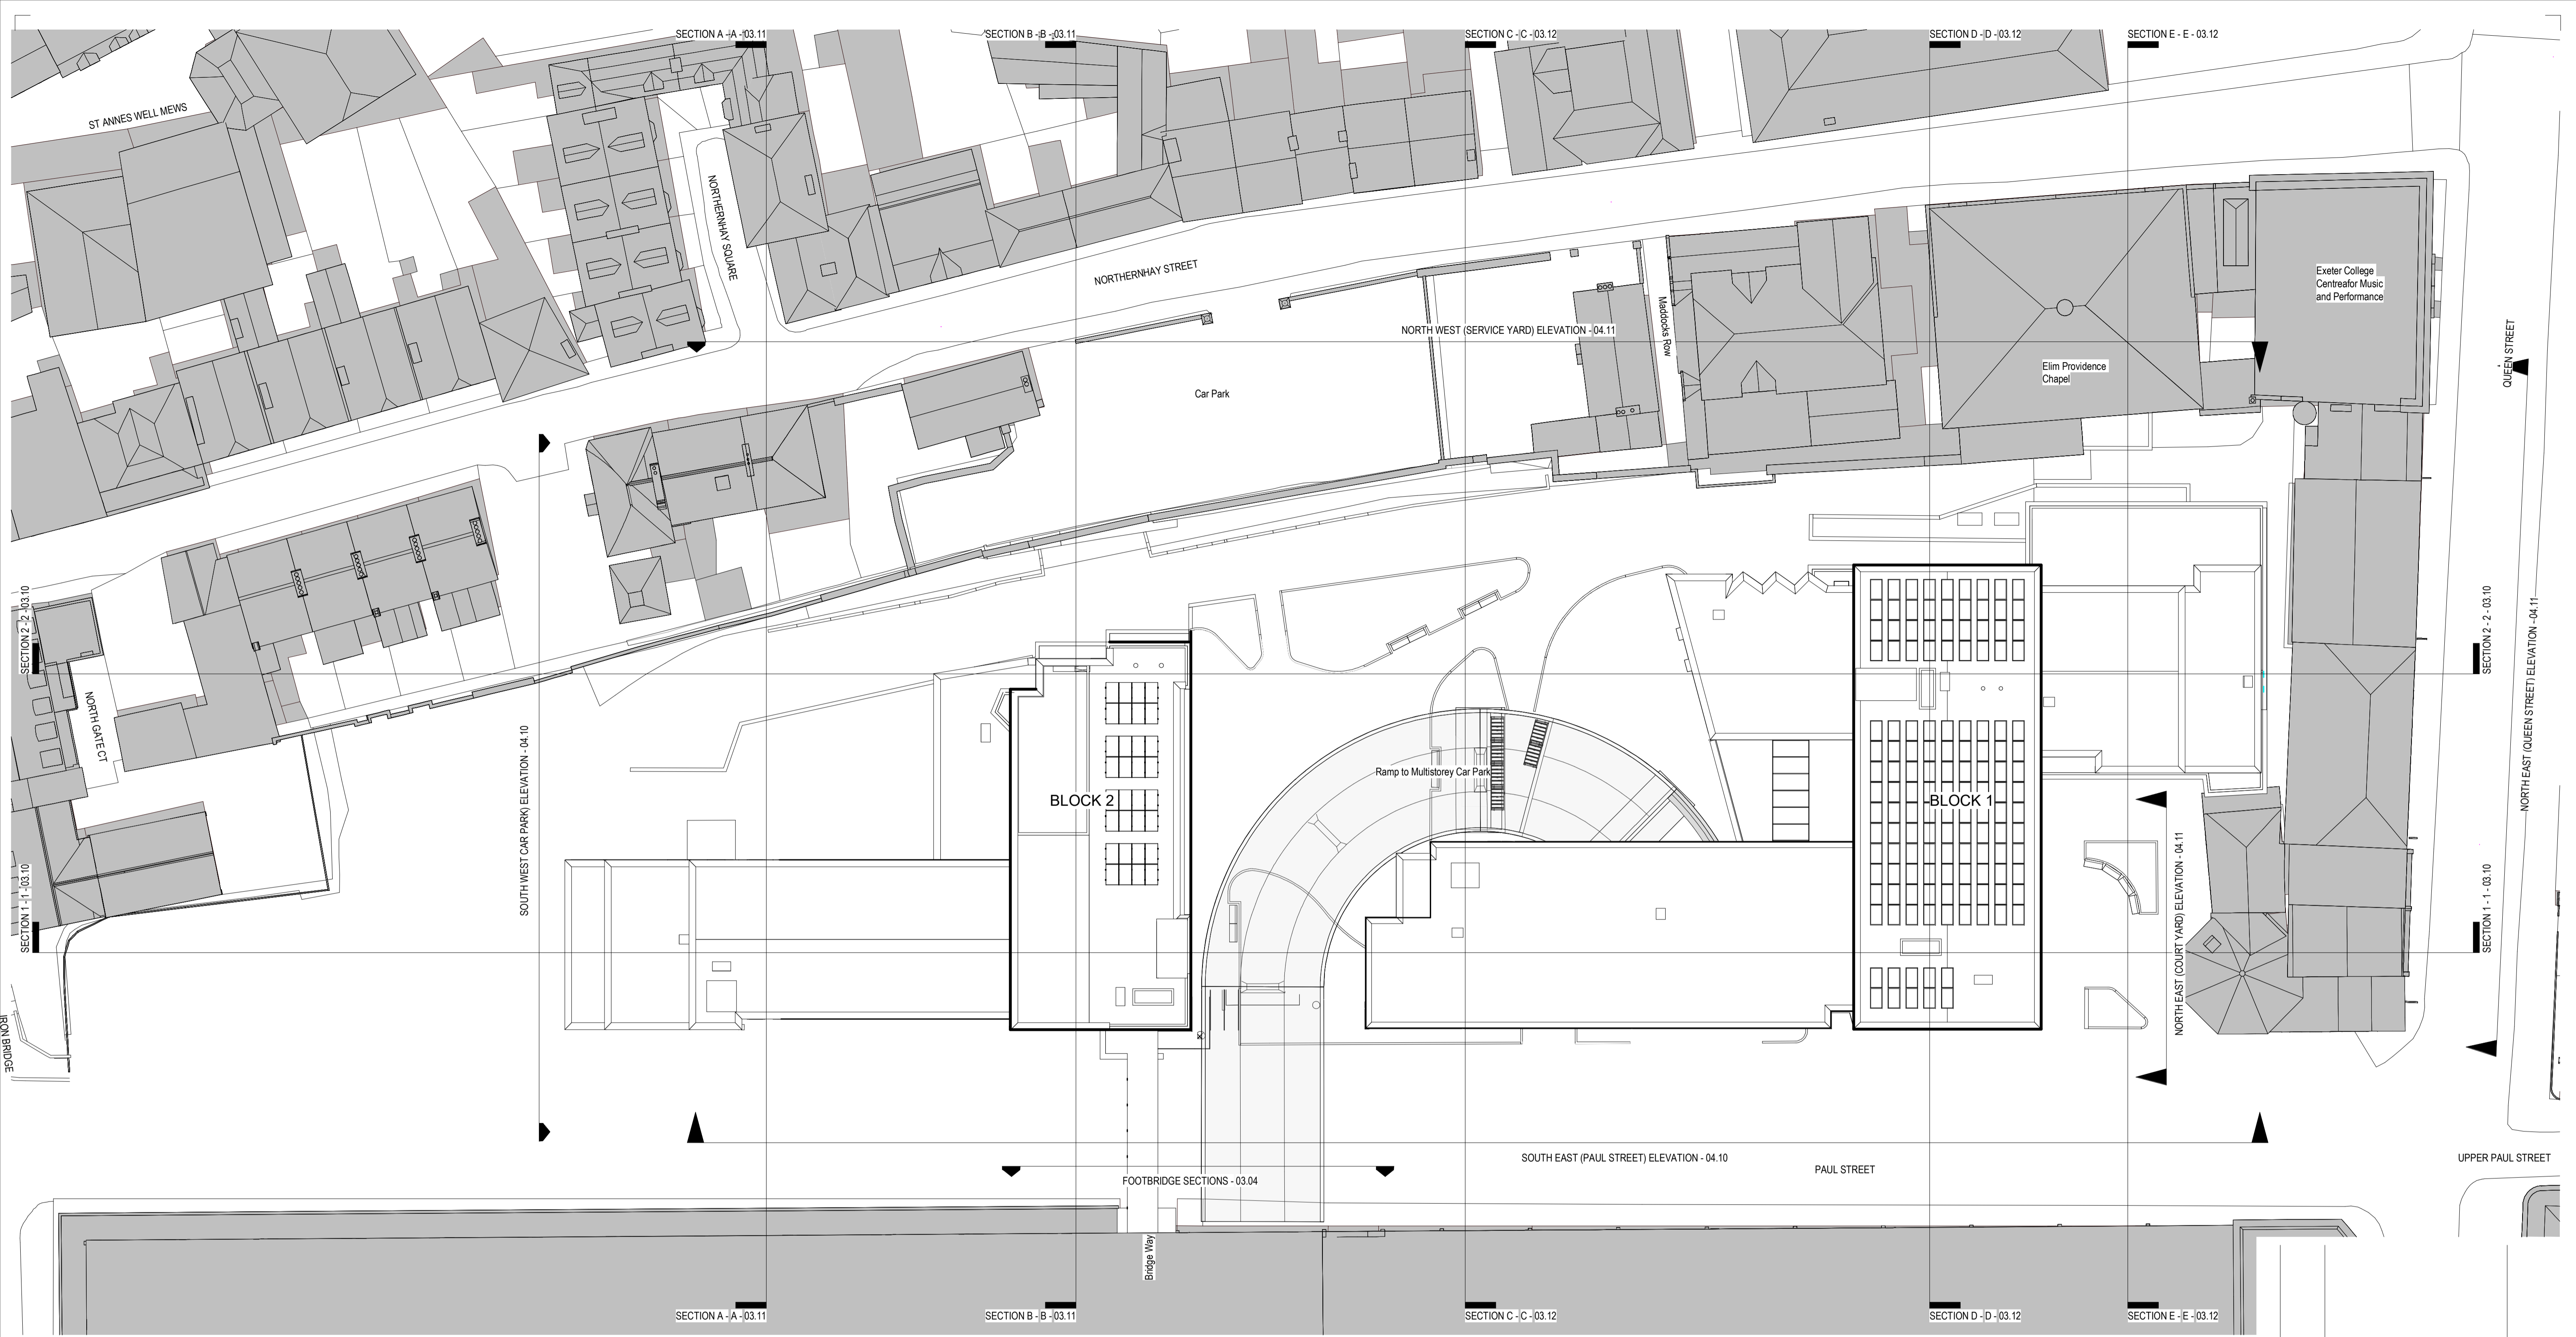 SECTION A - A - 03.11
SECTION B - B - 03.11
SECTION C - C - 03.12
SECTION D - D - 03.12
SECTION E - E - 03.12
ST ANNES WELL MEWS
NORTHERNHAY SQUARE
NORTHERNHAY STREET
Exeter College
Centreafor Music
and Performance
NORTH WEST (SERVICE YARD) ELEVATION - 04.11
Maddocks Row
Elim Providence
Chapel
QUEEN STREET
Car Park
SECTION 2 - 2 - 03.10
SECTION 2 - 2 - 03.10
NORTH GATE CT
SOUTH WEST CAR PARK) ELEVATION - 04.10
NORTH EAST (QUEEN STREET) ELEVATION - 04.11
Ramp to Multistorey Car Park
BLOCK 2
BLOCK 1
NORTH EAST (COURT YARD) ELEVATION - 04.11
SECTION 1 - 1 - 03.10
SECTION 1 - 1 - 03.10
IRON BRIDGE
SOUTH EAST (PAUL STREET) ELEVATION - 04.10
UPPER PAUL STREET
PAUL STREET
FOOTBRIDGE SECTIONS - 03.04
Bridge Way
SECTION A - A - 03.11
SECTION B - B - 03.11
SECTION C - C - 03.12
SECTION D - D - 03.12
SECTION E - E - 03.12